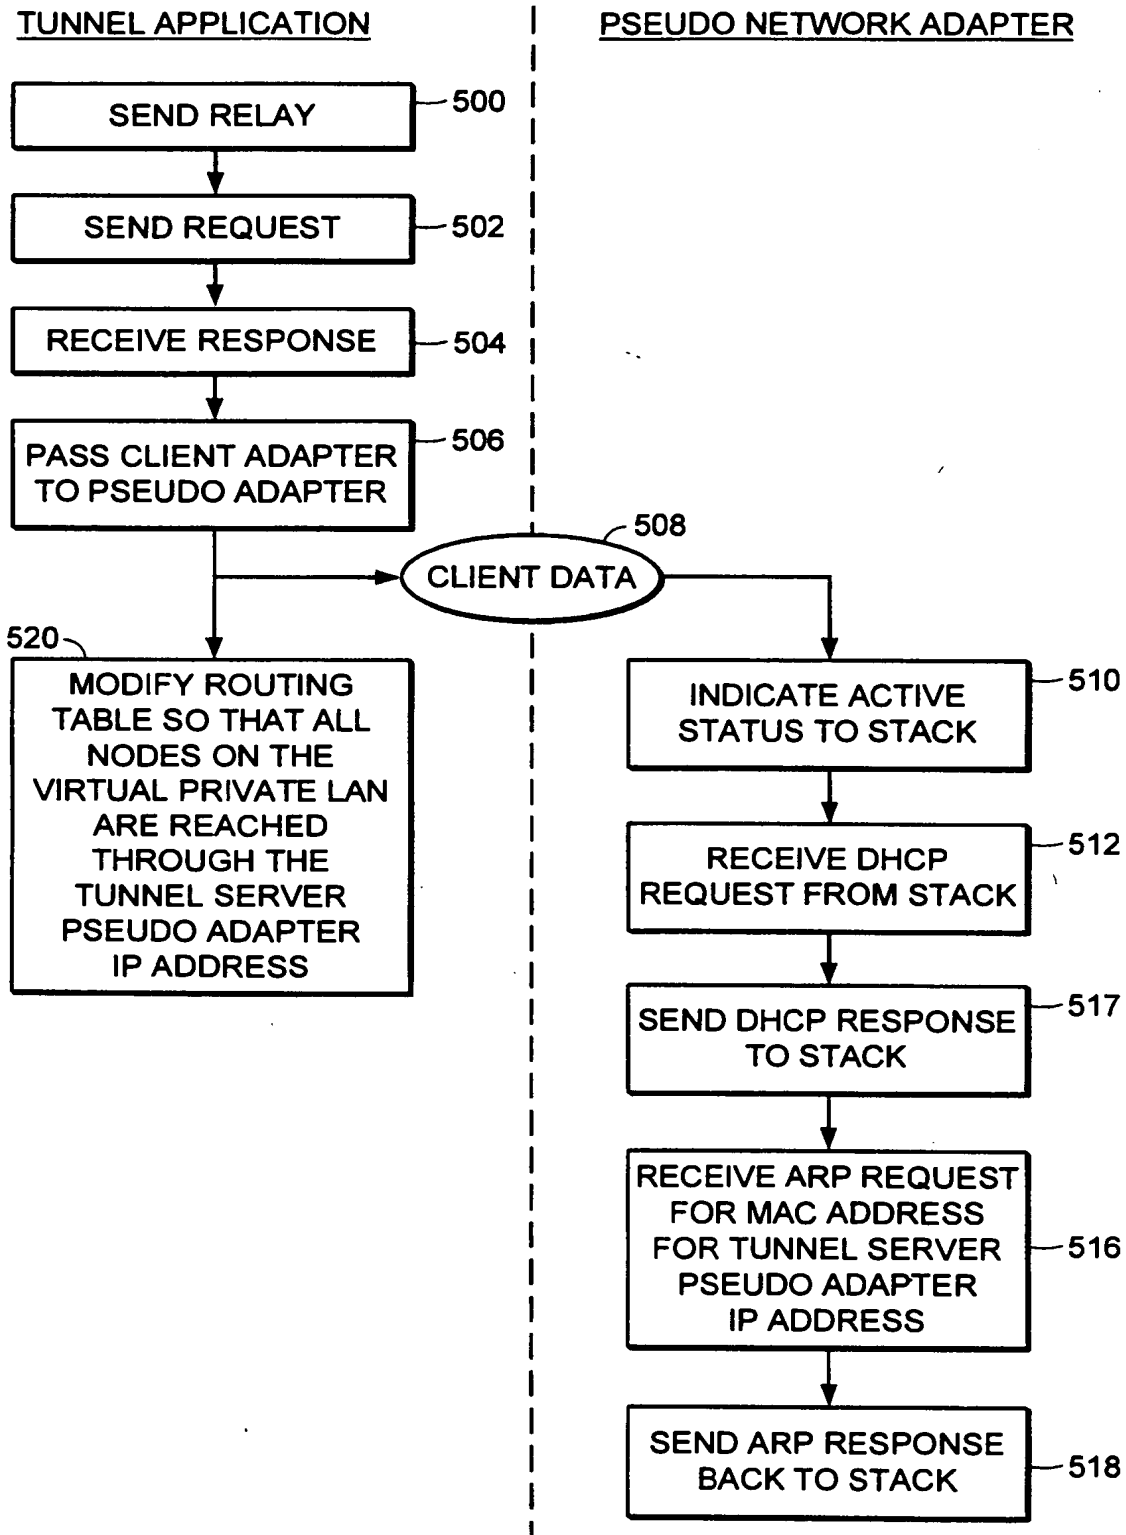 TUNNEL APPLICATION
PSEUDO NETWORK ADAPTER
SEND RELAY
500
SEND REQUEST
502
RECEIVE RESPONSE
504
PASS CLIENT ADAPTER
TO PSEUDO ADAPTER
506
508
CLIENT DATA
520
MODIFY ROUTING
TABLE SO THAT ALL
NODES ON THE
VIRTUAL PRIVATE LAN
ARE REACHED
THROUGH THE
TUNNEL SERVER
PSEUDO ADAPTER
IP ADDRESS
INDICATE ACTIVE
STATUS TO STACK
510
RECEIVE DHCP
REQUEST FROM STACK
512
SEND DHCP RESPONSE
TO STACK
517
RECEIVE ARP REQUEST
FOR MAC ADDRESS
FOR TUNNEL SERVER
PSEUDO ADAPTER
IP ADDRESS
516
SEND ARP RESPONSE
BACK TO STACK
518